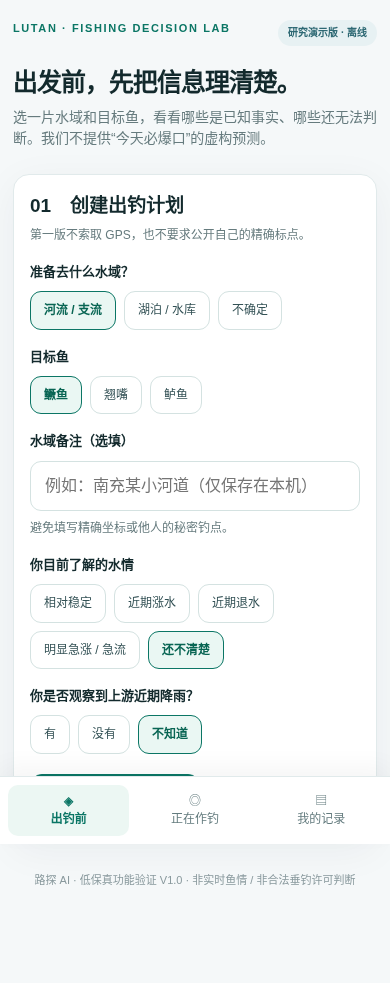 LUTAN · FISHING DECISION LAB
研究演示版 · 离线
出发前，先把信息理清楚。
选一片水域和目标鱼，看看哪些是已知事实、哪些还无法判
断。我们不提供“今天必爆口”的虚构预测。
01 创建出钓计划
第一版不索取 GPS，也不要求公开自己的精确标点。
准备去什么水域？
河流 / 支流
湖泊 / 水库
不确定
目标鱼
鳜鱼
翘嘴
鲈鱼
水域备注（选填）
例如：南充某小河道（仅保存在本机）
避免填写精确坐标或他人的秘密钓点。
你目前了解的水情
相对稳定
近期涨水
近期退水
明显急涨 / 急流
还不清楚
你是否观察到上游近期降雨？
有
没有
不知道
出钓前
正在作钓
我的记录
路探 AI · 低保真功能验证 V1.0 · 非实时鱼情 / 非合法垂钓许可判断